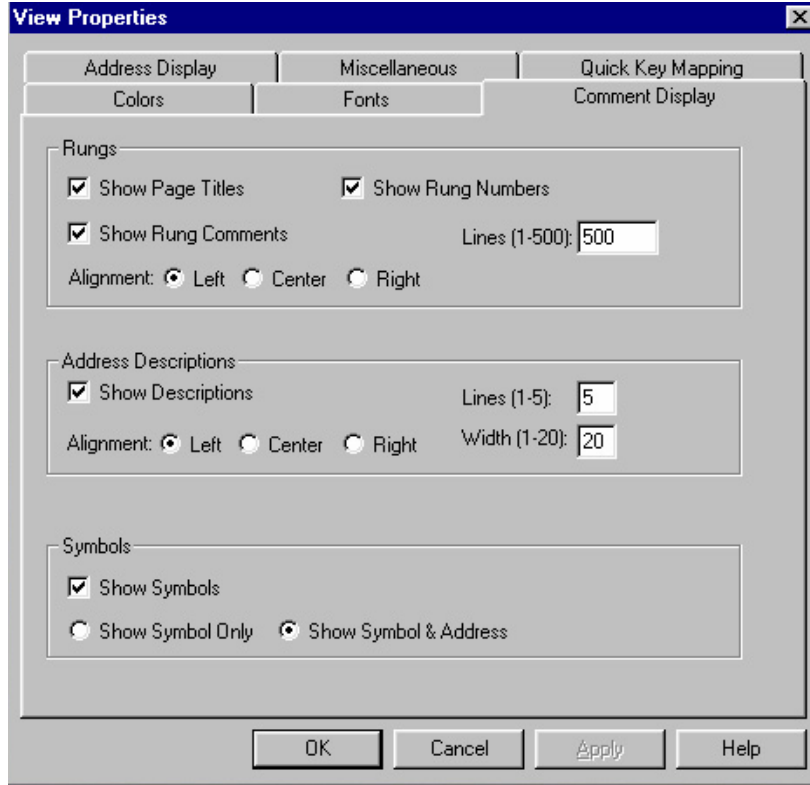 View Properties
Address Display Miscellaneous Quick Key Mapping
Colors Fonts Comment Display
Rungs
Show Page Titles Show Rung Numbers
Show Rung Comments Lines (1-500): 500
Alignment: Left Center Right
Address Descriptions
Show Descriptions Lines (1-5): 5
Alignment: Left Center Right Width (1-20): 20
Symbols
Show Symbols
Show Symbol Only Show Symbol & Address
OK Cancel Apply Help